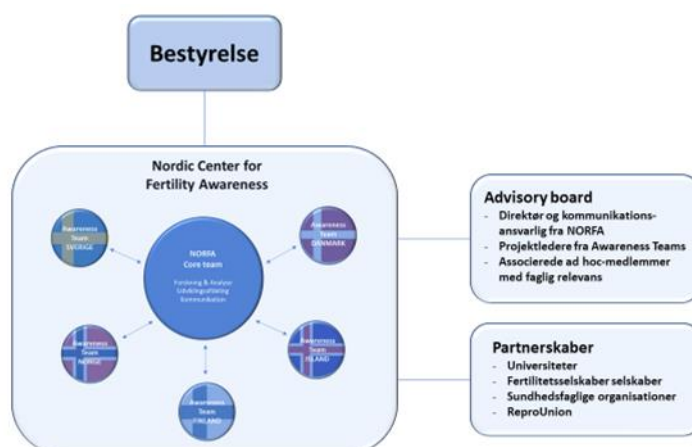 Bestyrelse
Nordic Center for
Fertility Awareness
Awareness
Team
SVERIGE
Awareness
Team
DANMARK
NORFA
Core team
Forskning & Analyse
Udviklingsafdeling
Kommunikation
Awareness
Team
NORGE
Awareness
Team
ISLAND
Awareness
Team
FINLAND
Advisory board
- Direktør og kommunikations-
ansvarlig fra NORFA
- Projektledere fra Awareness Teams
- Associerede ad hoc-medlemmer
med faglig relevans
Partnerskaber
- Universiteter
- Fertilitetsselskaber selskaber
- Sundhedsfaglige organisationer
- ReproUnion